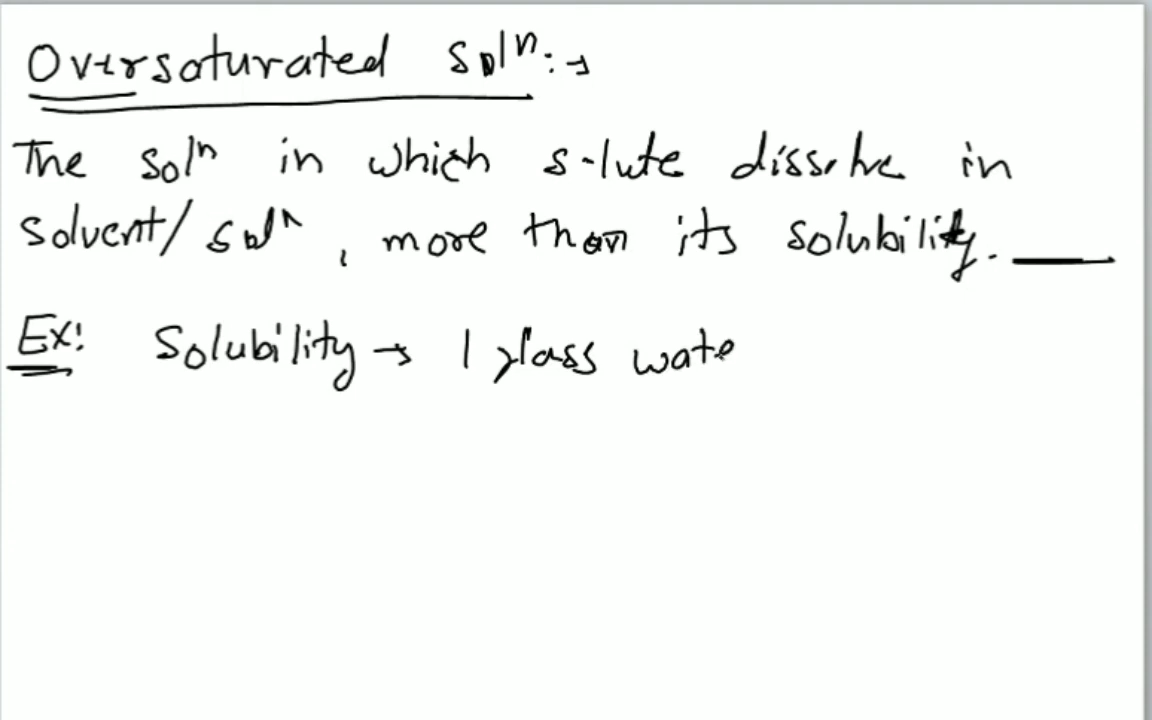 Oversaturated solⁿ :→
The solⁿ in which solute dissolve in
solvent/solⁿ, more than its solubility.
Ex: Solubility → 1 glass wate